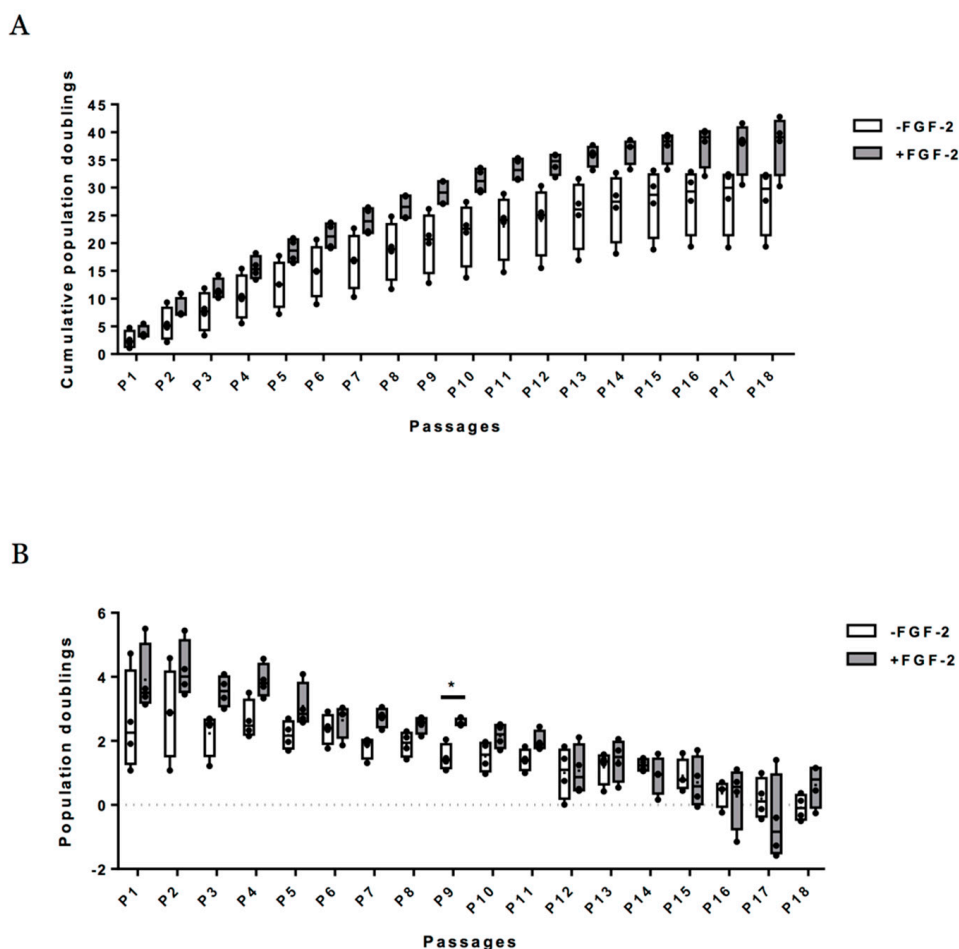 A
Cumulative population doublings
45
40
35
30
25
20
15
10
5
0
P1 P2 P3 P4 P5 P6 P7 P8 P9 P10 P11 P12 P13 P14 P15 P16 P17 P18
Passages
-FGF-2
+FGF-2
B
Population doublings
6
4
2
0
-2
*
P1 P2 P3 P4 P5 P6 P7 P8 P9 P10 P11 P12 P13 P14 P15 P16 P17 P18
Passages
-FGF-2
+FGF-2